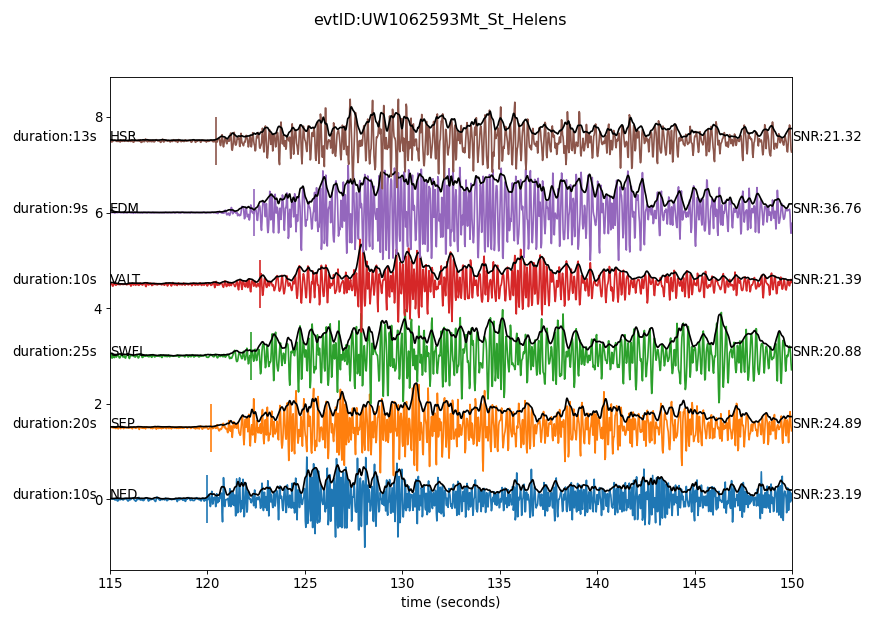 evtID:UW1062593Mt_St_Helens
8
duration:13s HSR SNR:21.32
duration:9s EDM SNR:36.76
6
duration:10s VALT SNR:21.39
4
duration:25s SWFL SNR:20.88
2
duration:20s SEP SNR:24.89
duration:10s NED SNR:23.19
0
115 120 125 130 135 140 145 150
time (seconds)